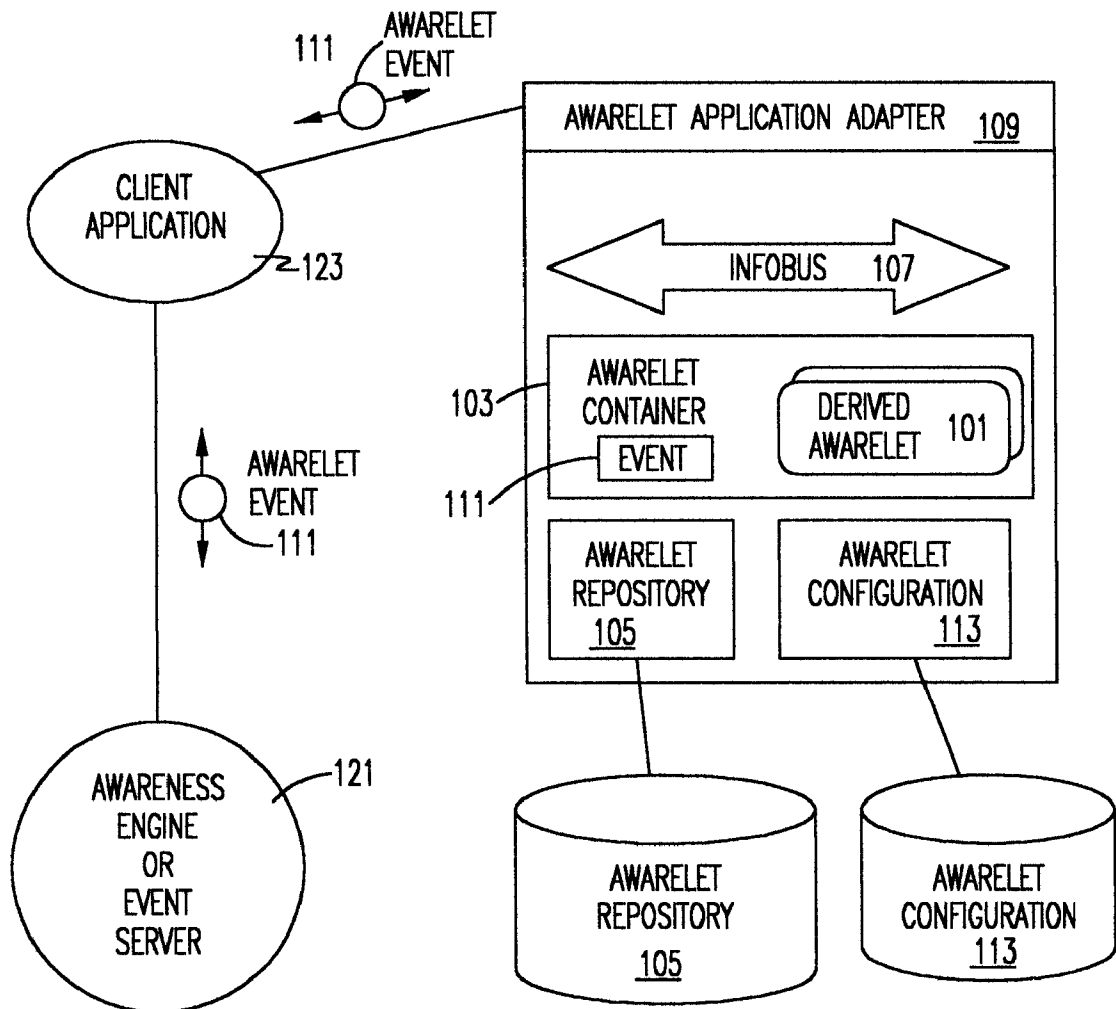 111
AWARELET
EVENT
AWARELET APPLICATION ADAPTER 109
CLIENT
APPLICATION
123
INFOBUS 107
103
AWARELET
CONTAINER
EVENT
111
DERIVED
AWARELET
101
AWARELET
EVENT
111
AWARELET
REPOSITORY
105
AWARELET
CONFIGURATION
113
121
AWARENESS
ENGINE
OR
EVENT
SERVER
AWARELET
REPOSITORY
105
AWARELET
CONFIGURATION
113